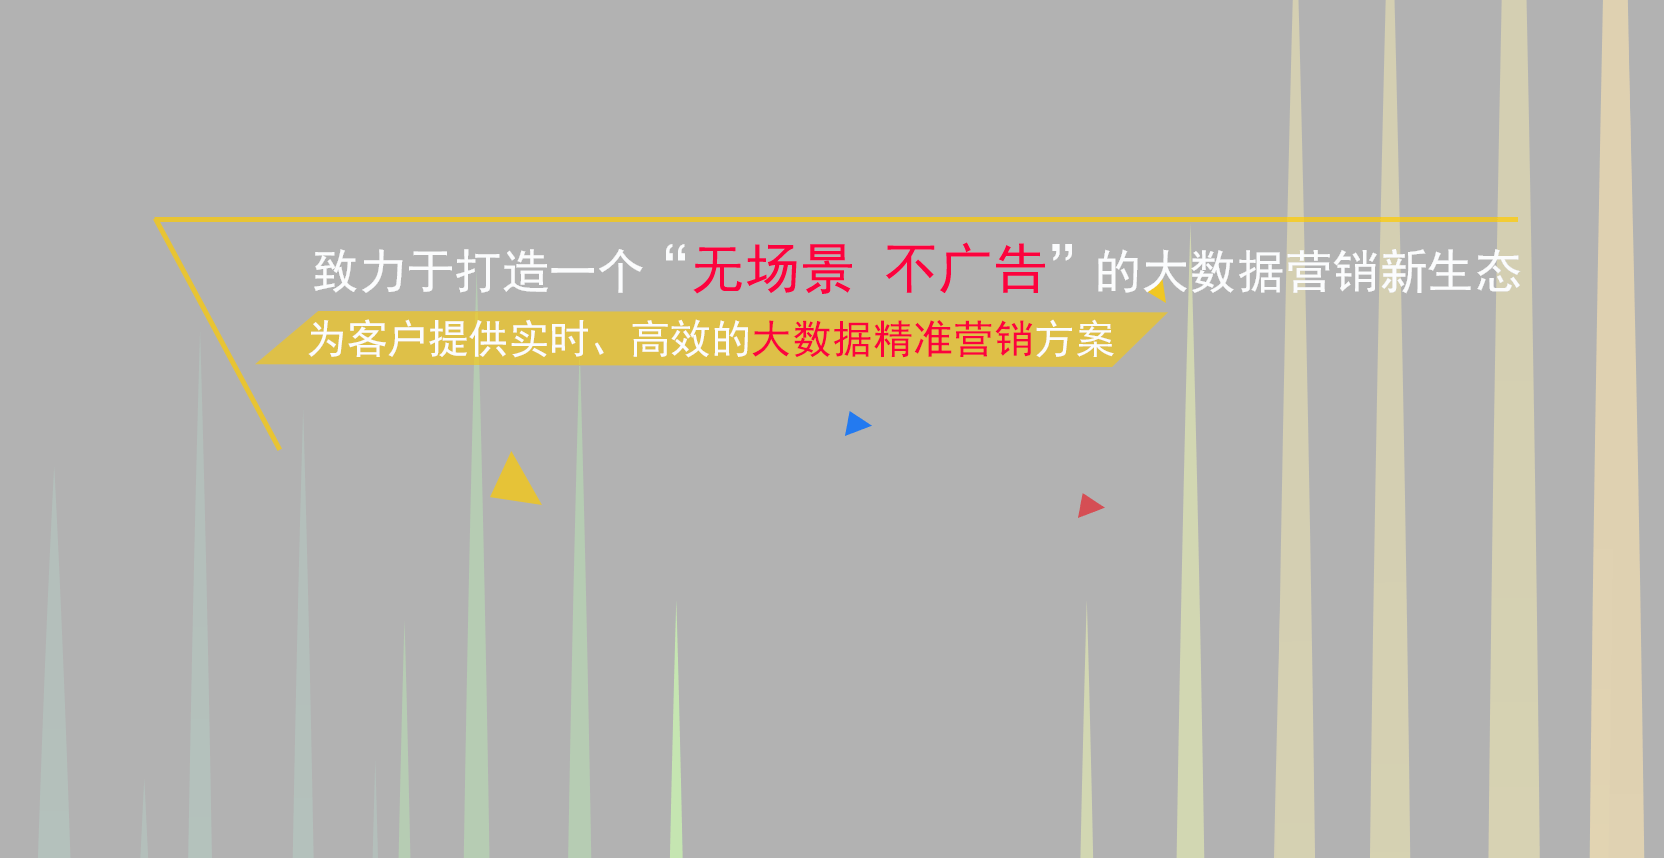 致力于打造一个“无场景 不广告”的大数据营销新生态
为客户提供实时、高效的大数据精准营销方案